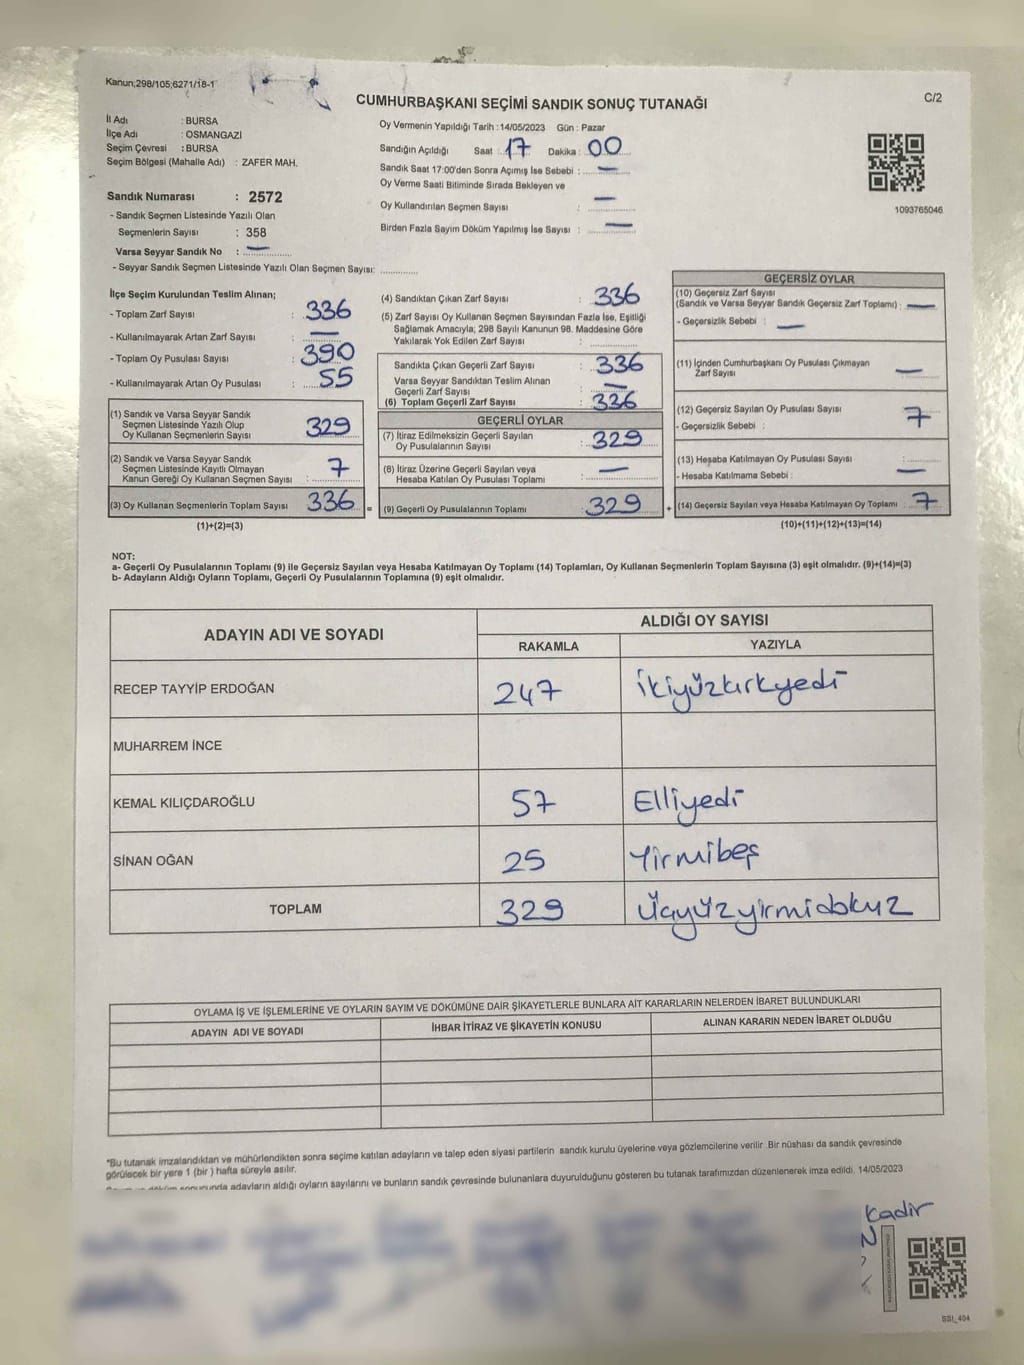 Kanun;298/105;6271/18-1
CUMHURBAŞKANI SEÇİMİ SANDIK SONUÇ TUTANAĞI
C/2
İl Adı : BURSA
İlçe Adı : OSMANGAZİ
Seçim Çevresi : BURSA
Seçim Bölgesi (Mahalle Adı) : ZAFER MAH.
Sandık Numarası : 2572
- Sandık Seçmen Listesinde Yazılı Olan
Seçmenlerin Sayısı : 358
Varsa Seyyar Sandık No : —
- Seyyar Sandık Seçmen Listesinde Yazılı Olan Seçmen Sayısı: ............
Oy Vermenin Yapıldığı Tarih :14/05/2023 Gün : Pazar
Sandığın Açıldığı Saat : 17 Dakika : 00
Sandık Saat 17:00'den Sonra Açımış İse Sebebi : —
Oy Verme Saati Bitiminde Sırada Bekleyen ve
Oy Kullandırılan Seçmen Sayısı : —
Birden Fazla Sayım Döküm Yapılmış İse Sayısı : —
1093765046
İlçe Seçim Kurulundan Teslim Alınan;
- Toplam Zarf Sayısı : 336
- Kullanılmayarak Artan Zarf Sayısı : —
- Toplam Oy Pusulası Sayısı : 390
- Kullanılmayarak Artan Oy Pusulası : 55
(1) Sandık ve Varsa Seyyar Sandık
Seçmen Listesinde Yazılı Olup
Oy Kullanan Seçmenlerin Sayısı 329
(2) Sandık ve Varsa Seyyar Sandık
Seçmen Listesinde Kayıtlı Olmayan
Kanun Gereği Oy Kullanan Seçmen Sayısı : 7
(3) Oy Kullanan Seçmenlerin Toplam Sayısı 336
(1)+(2)=(3)
=
(4) Sandıktan Çıkan Zarf Sayısı : 336
(5) Zarf Sayısı Oy Kullanan Seçmen Sayısından Fazla İse, Eşitliği
Sağlamak Amacıyla; 298 Sayılı Kanunun 98. Maddesine Göre
Yakılarak Yok Edilen Zarf Sayısı : ............
Sandıkta Çıkan Geçerli Zarf Sayısı : 336
Varsa Seyyar Sandıktan Teslim Alınan
Geçerli Zarf Sayısı : —
(6) Toplam Geçerli Zarf Sayısı : 336
GEÇERLİ OYLAR
(7) İtiraz Edilmeksizin Geçerli Sayılan
Oy Pusulasının Sayısı : 329
(8) İtiraz Üzerine Geçerli Sayılan veya
Hesaba Katılan Oy Pusulası Toplamı : —
(9) Geçerli Oy Pusulalarının Toplamı : 329
+
GEÇERSİZ OYLAR
(10) Geçersiz Zarf Sayısı
(Sandık ve Varsa Seyyar Sandık Geçersiz Zarf Toplamı) : —
- Geçersizlik Sebebi : —
(11) İçinden Cumhurbaşkanı Oy Pusulası Çıkmayan
Zarf Sayısı —
(12) Geçersiz Sayılan Oy Pusulası Sayısı 7
- Geçersizlik Sebebi :
(13) Hesaba Katılmayan Oy Pusulası Sayısı : ............
- Hesaba Katılmama Sebebi : —
(14) Geçersiz Sayılan veya Hesaba Katılmayan Oy Toplamı : 7
(10)+(11)+(12)+(13)=(14)
NOT:
a- Geçerli Oy Pusulalarının Toplamı (9) ile Geçersiz Sayılan veya Hesaba Katılmayan Oy Toplamı (14) Toplamları, Oy Kullanan Seçmenlerin Toplam Sayısına (3) eşit olmalıdır. (9)+(14)=(3)
b- Adayların Aldığı Oyların Toplamı, Geçerli Oy Pusulalarının Toplamına (9) eşit olmalıdır.
ADAYIN ADI VE SOYADI
ALDIĞI OY SAYISI
RAKAMLA YAZIYLA
RECEP TAYYİP ERDOĞAN 247 ikiyüzkırkyedi
MUHARREM İNCE
KEMAL KILIÇDAROĞLU 57 Elliyedi
SİNAN OĞAN 25 Yirmibeş
TOPLAM 329 Üçyüzyirmidokuz
OYLAMA İŞ VE İŞLEMLERİNE VE OYLARIN SAYIM VE DÖKÜMÜNE DAİR ŞİKAYETLERLE BUNLARA AİT KARARLARIN NELERDEN İBARET BULUNDUKLARI
ADAYIN ADI VE SOYADI İHBAR İTİRAZ VE ŞİKAYETİN KONUSU ALINAN KARARIN NEDEN İBARET OLDUĞU
*Bu tutanak imzalandıktan ve mühürlendikten sonra seçime katılan adayların ve talep eden siyasi partilerin sandık kurulu üyelerine veya gözlemcilerine verilir .Bir nüshası da sandık çevresinde
görülecek bir yere 1 (bir ) hafta süreyle asılır.
adayların aldığı oyların sayılarını ve bunların sandık çevresinde bulunanlara duyurulduğunu gösteren bu tutanak tarafımızdan düzenlenerek imza edildi. 14/05/2023
Kadir
SSI_404